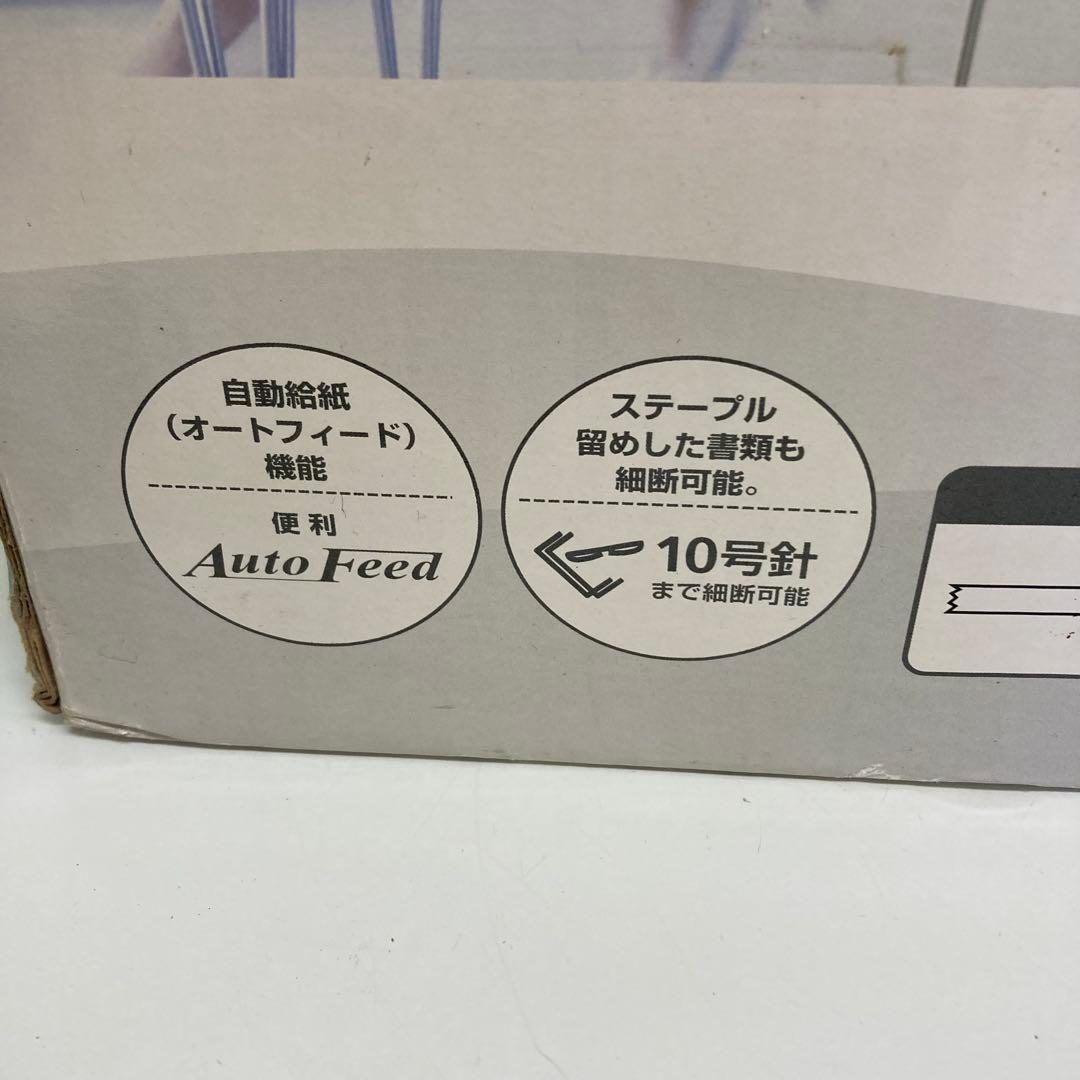 自動給紙
(オートフィード)
機能
便利
Auto Feed
ステープル
留めした書類も
細断可能。
10号針
まで細断可能